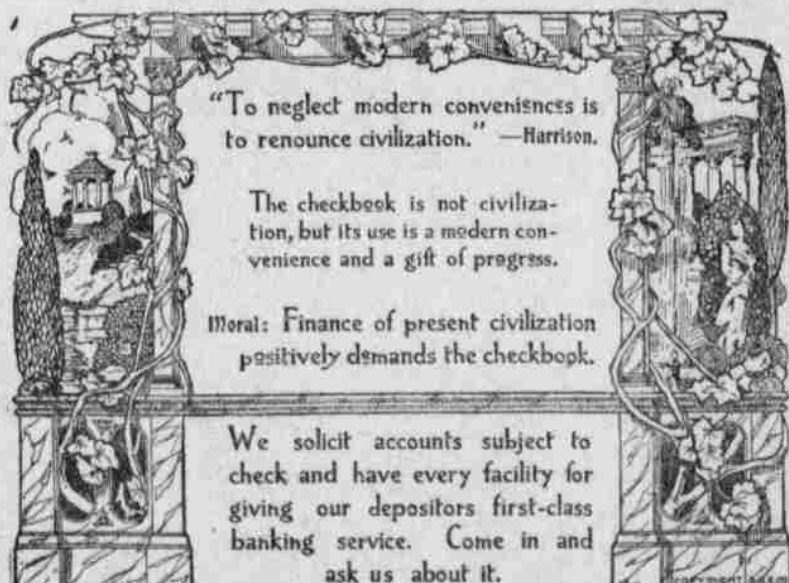 "To neglect modern conveniences is
to renounce civilization." —Harrison.
The checkbook is not civiliza-
tion, but its use is a modern con-
venience and a gift of progress.
Moral: Finance of present civilization
positively demands the checkbook.
We solicit accounts subject to
check and have every facility for
giving our depositors first-class
banking service. Come in and
ask us about it.